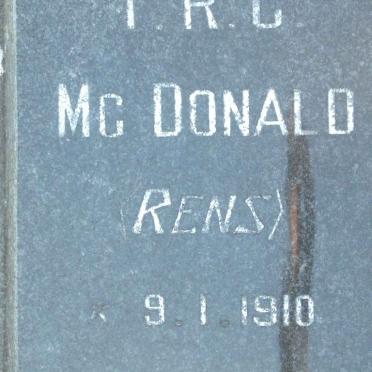 Mc DONALD
(RENS)
* 9.1.1910